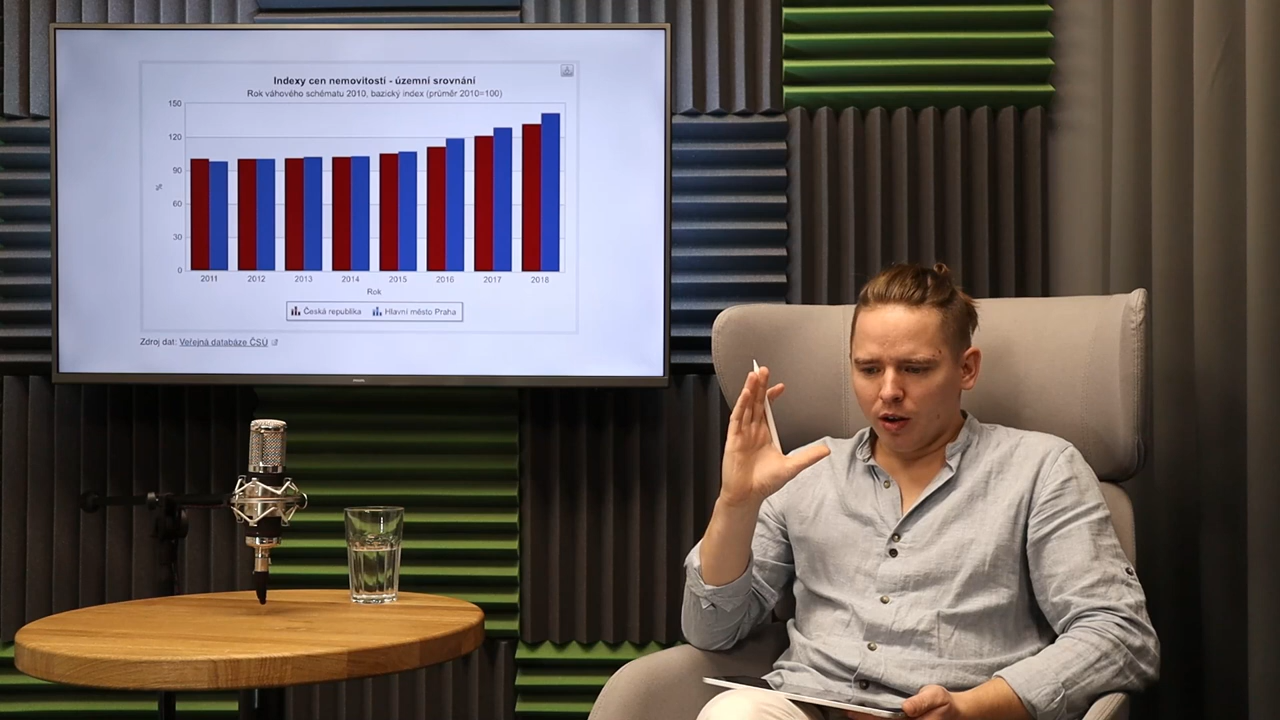 Indexy cen nemovitostí - územní srovnání
Rok váhového schématu 2010, bazický index (průměr 2010=100)
150
120
90
60
30
0
%
2011 2012 2013 2014 2015 2016 2017 2018
Rok
Česká republika Hlavní město Praha
Zdroj dat: Veřejná databáze ČSÚ